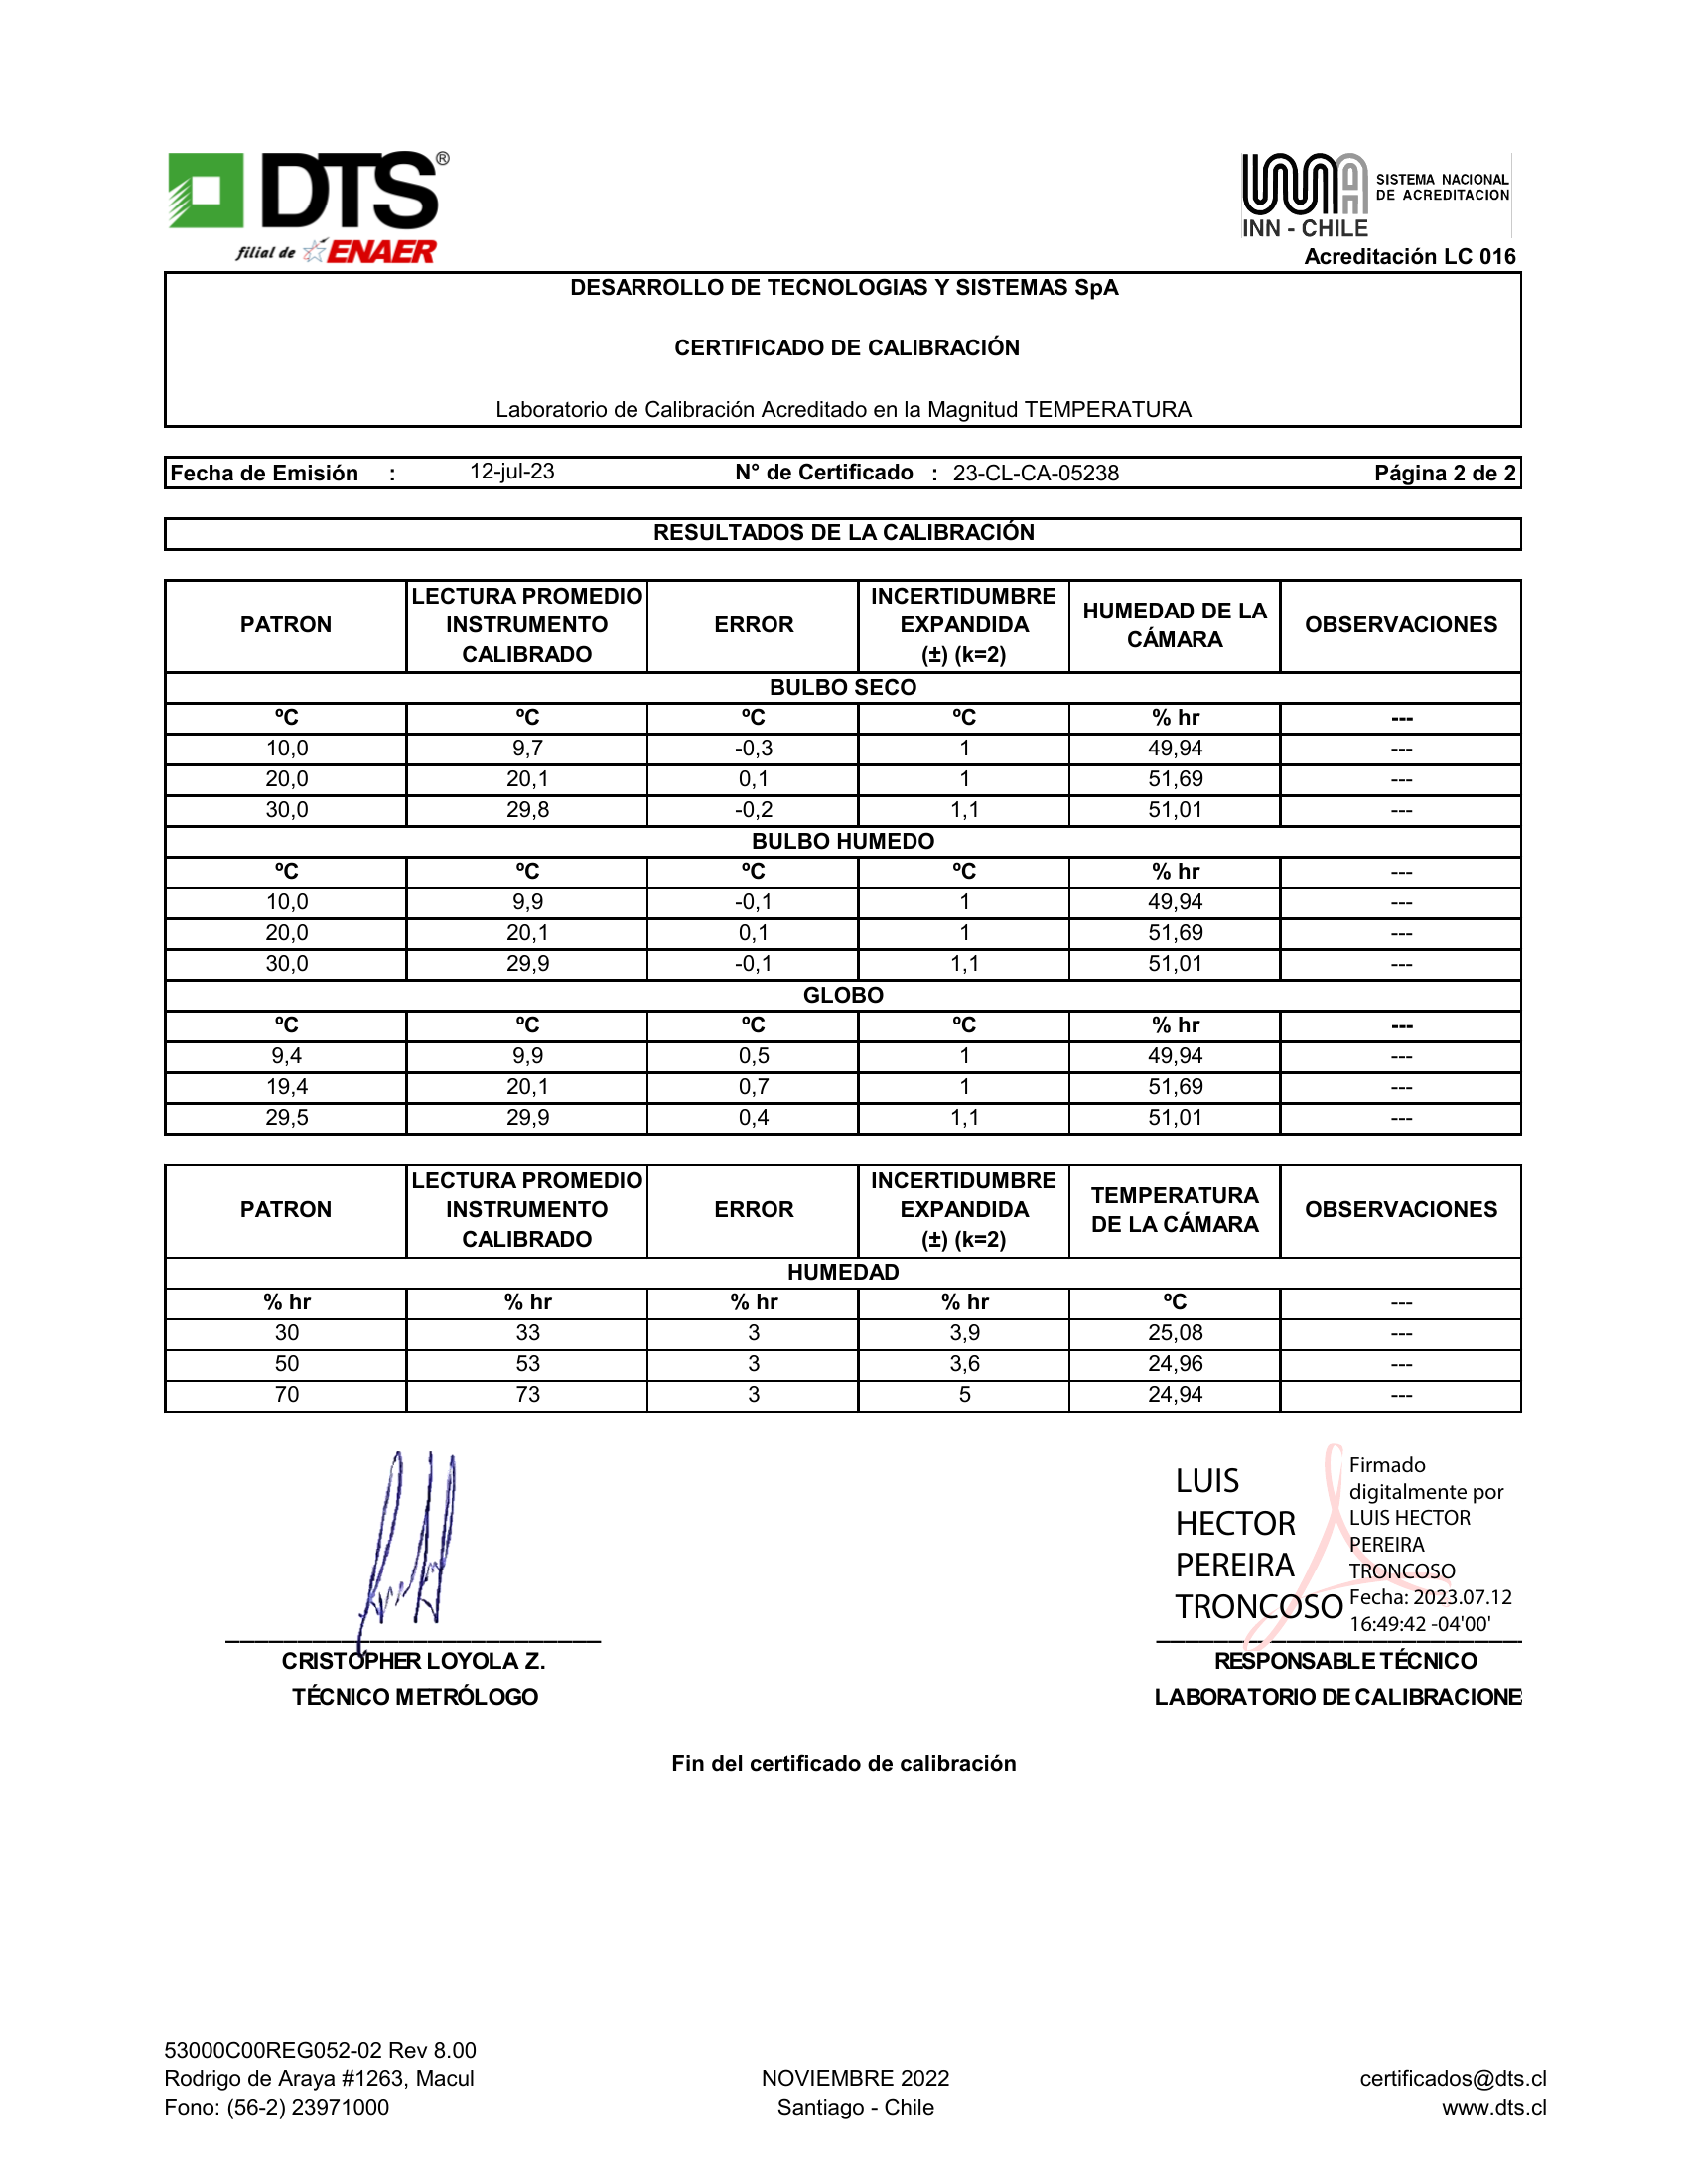 DTS®
filial de ENAER
SISTEMA NACIONAL
DE ACREDITACION
INN - CHILE
Acreditación LC 016
DESARROLLO DE TECNOLOGIAS Y SISTEMAS SpA
CERTIFICADO DE CALIBRACIÓN
Laboratorio de Calibración Acreditado en la Magnitud TEMPERATURA
Fecha de Emisión : 12-jul-23 N° de Certificado : 23-CL-CA-05238 Página 2 de 2
RESULTADOS DE LA CALIBRACIÓN
PATRON LECTURA PROMEDIO INSTRUMENTO CALIBRADO ERROR INCERTIDUMBRE EXPANDIDA (±) (k=2) HUMEDAD DE LA CÁMARA OBSERVACIONES
BULBO SECO
ºC ºC ºC ºC % hr ---
10,0 9,7 -0,3 1 49,94 ---
20,0 20,1 0,1 1 51,69 ---
30,0 29,8 -0,2 1,1 51,01 ---
BULBO HUMEDO
ºC ºC ºC ºC % hr ---
10,0 9,9 -0,1 1 49,94 ---
20,0 20,1 0,1 1 51,69 ---
30,0 29,9 -0,1 1,1 51,01 ---
GLOBO
ºC ºC ºC ºC % hr ---
9,4 9,9 0,5 1 49,94 ---
19,4 20,1 0,7 1 51,69 ---
29,5 29,9 0,4 1,1 51,01 ---
PATRON LECTURA PROMEDIO INSTRUMENTO CALIBRADO ERROR INCERTIDUMBRE EXPANDIDA (±) (k=2) TEMPERATURA DE LA CÁMARA OBSERVACIONES
HUMEDAD
% hr % hr % hr % hr ºC ---
30 33 3 3,9 25,08 ---
50 53 3 3,6 24,96 ---
70 73 3 5 24,94 ---
LUIS
HECTOR
PEREIRA
TRONCOSO
Firmado
digitalmente por
LUIS HECTOR
PEREIRA
TRONCOSO
Fecha: 2023.07.12
16:49:42 -04'00'
CRISTOPHER LOYOLA Z.
TÉCNICO METRÓLOGO
RESPONSABLE TÉCNICO
LABORATORIO DE CALIBRACIONE
Fin del certificado de calibración
53000C00REG052-02 Rev 8.00
Rodrigo de Araya #1263, Macul NOVIEMBRE 2022 certificados@dts.cl
Fono: (56-2) 23971000 Santiago - Chile www.dts.cl